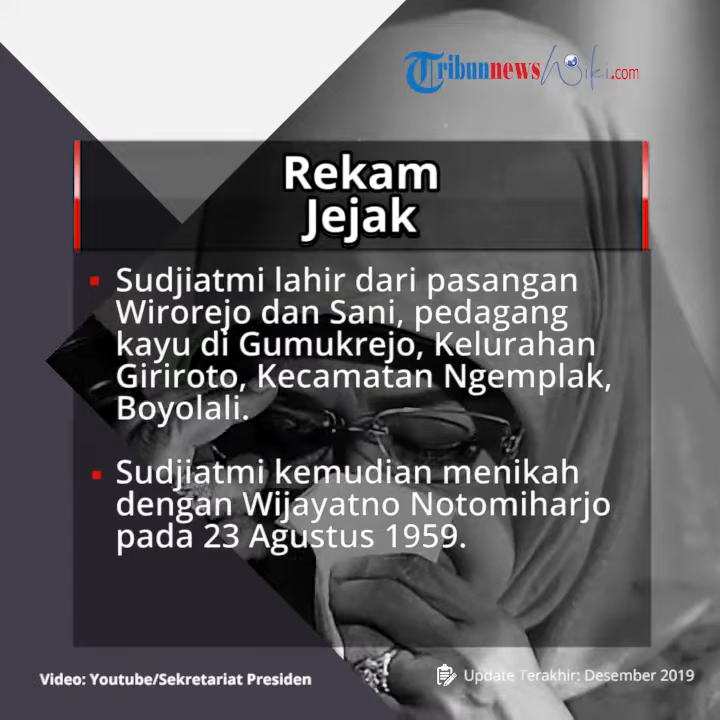 TribunnewsWiki.com
Rekam
Jejak
Sudjiatmi lahir dari pasangan
Wirorejo dan Sani, pedagang
kayu di Gumukrejo, Kelurahan
Giriroto, Kecamatan Ngemplak,
Boyolali.
Sudjiatmi kemudian menikah
dengan Wijayatno Notomiharjo
pada 23 Agustus 1959.
Video: Youtube/Sekretariat Presiden
Update Terakhir: Desember 2019